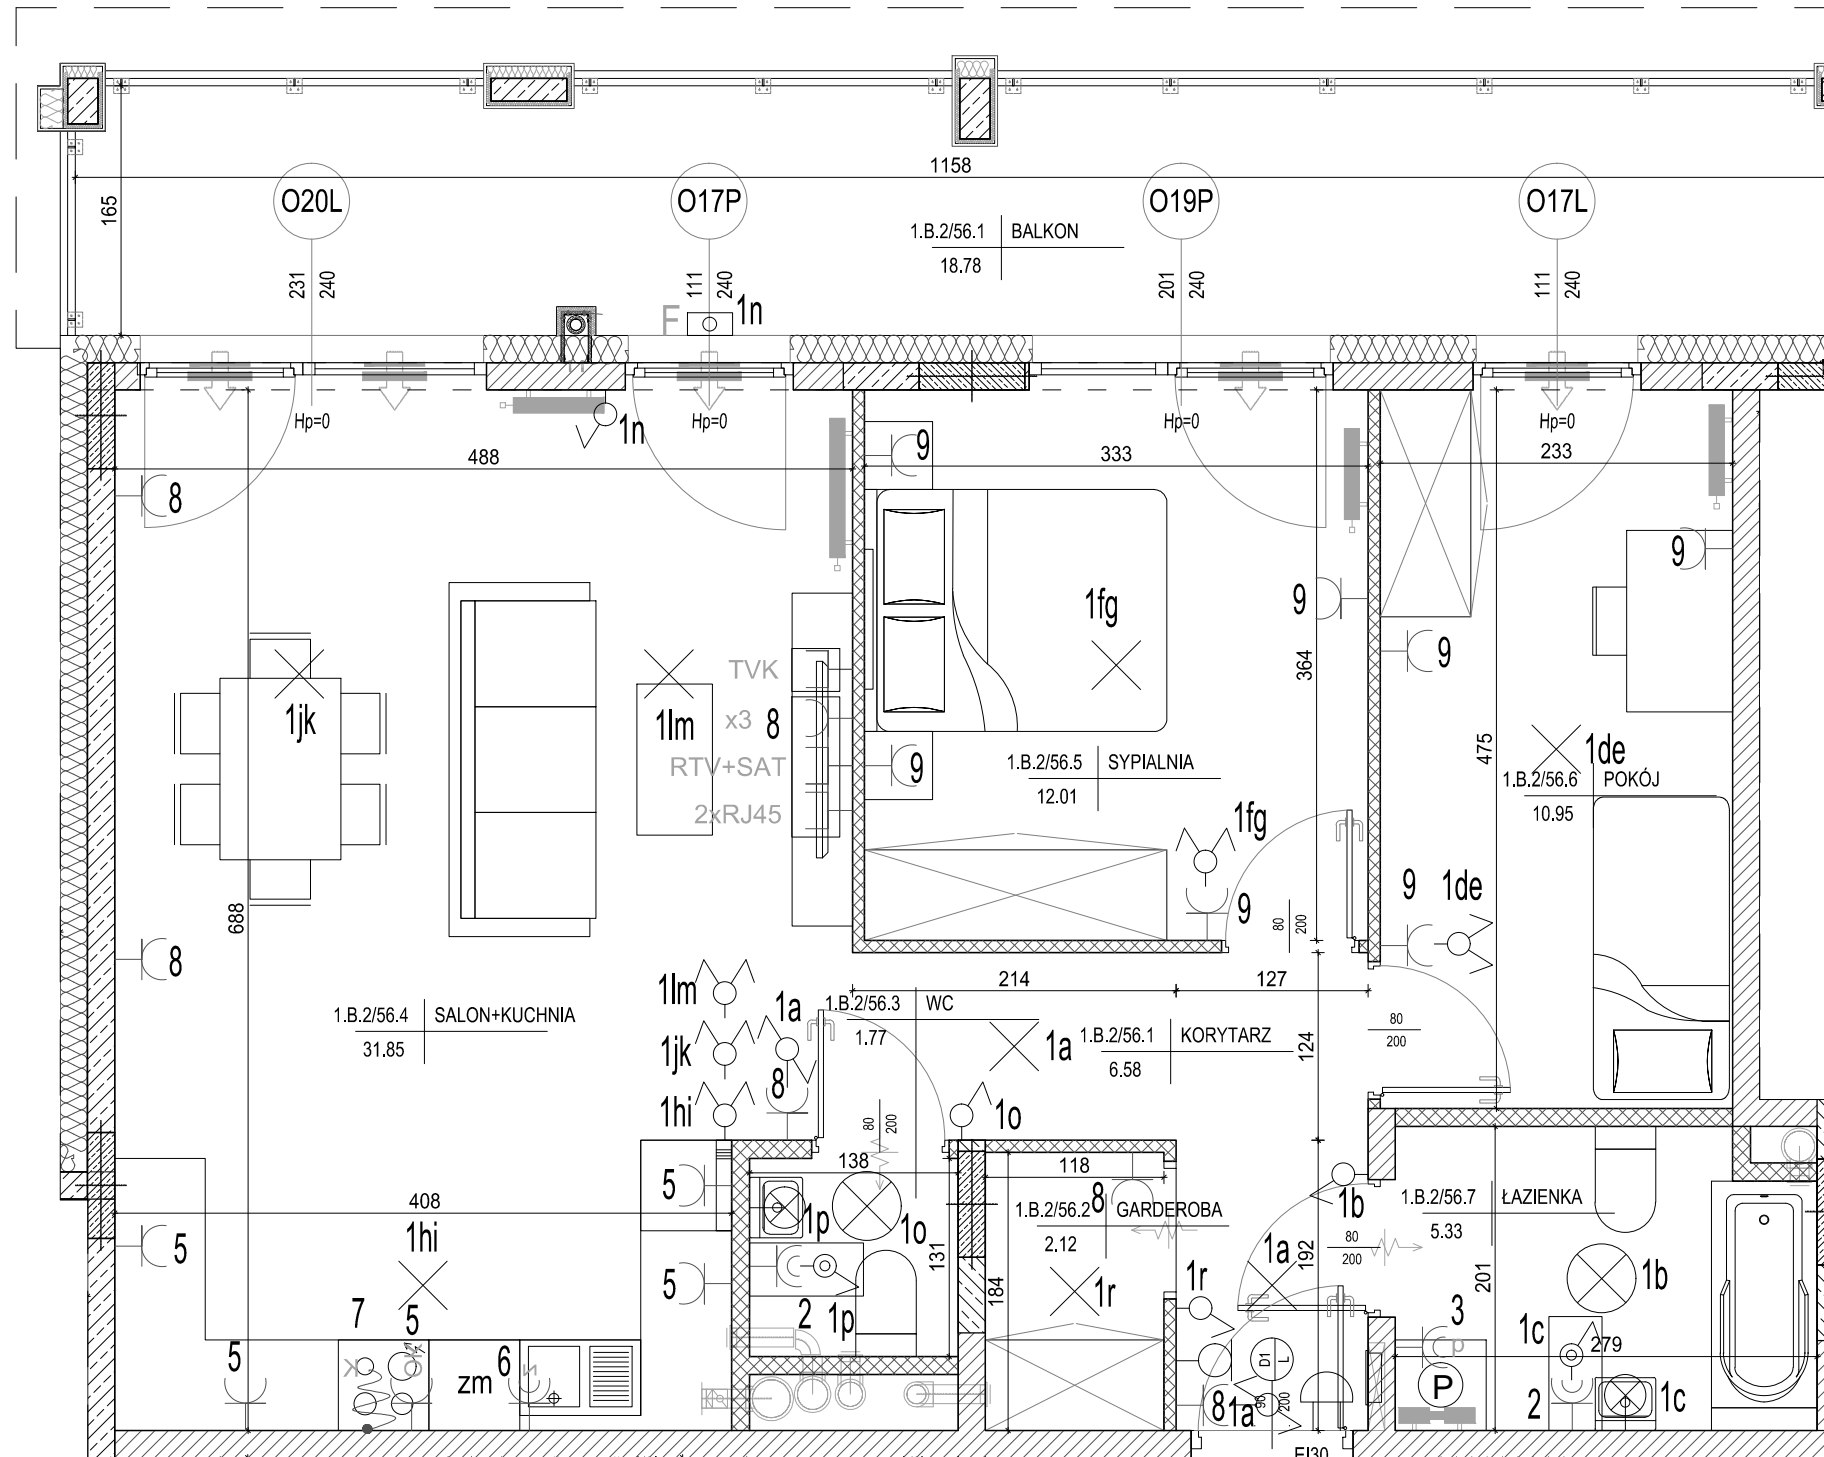 1158
O20L
O17P
O19P
O17L
165
1.B.2/56.1 BALKON
18.78
231
240
111
240
201
240
111
240
F
1n
Hp=0
1n
Hp=0
Hp=0
488
9
333
233
8
9
1fg
9
9
364
TVK
1jk
1lm
x3 8
475
1de
RTV+SAT
9
1.B.2/56.5 SYPIALNIA
12.01
1.B.2/56.6 POKÓJ
10.95
2xRJ45
1fg
9 1de
688
9
80
200
8
1lm
214
127
1.B.2/56.4 SALON+KUCHNIA
31.85
1a
1.B.2/56.3 WC
1.77
1a
1.B.2/56.1 KORYTARZ
6.58
124
80
200
1jk
8
1hi
80
200
1o
138
118
5
408
1p
1o
8
1.B.2/56.2 GARDEROBA
2.12
1b
1.B.2/56.7 ŁAZIENKA
5.33
5
1hi
5
131
1a
192
80
200
201
1b
184
1r
1r
7
5
2
1p
3
1c
279
5
K
zm
6
D1
L
p
P
8
1a
90
200
2
1c
EI30